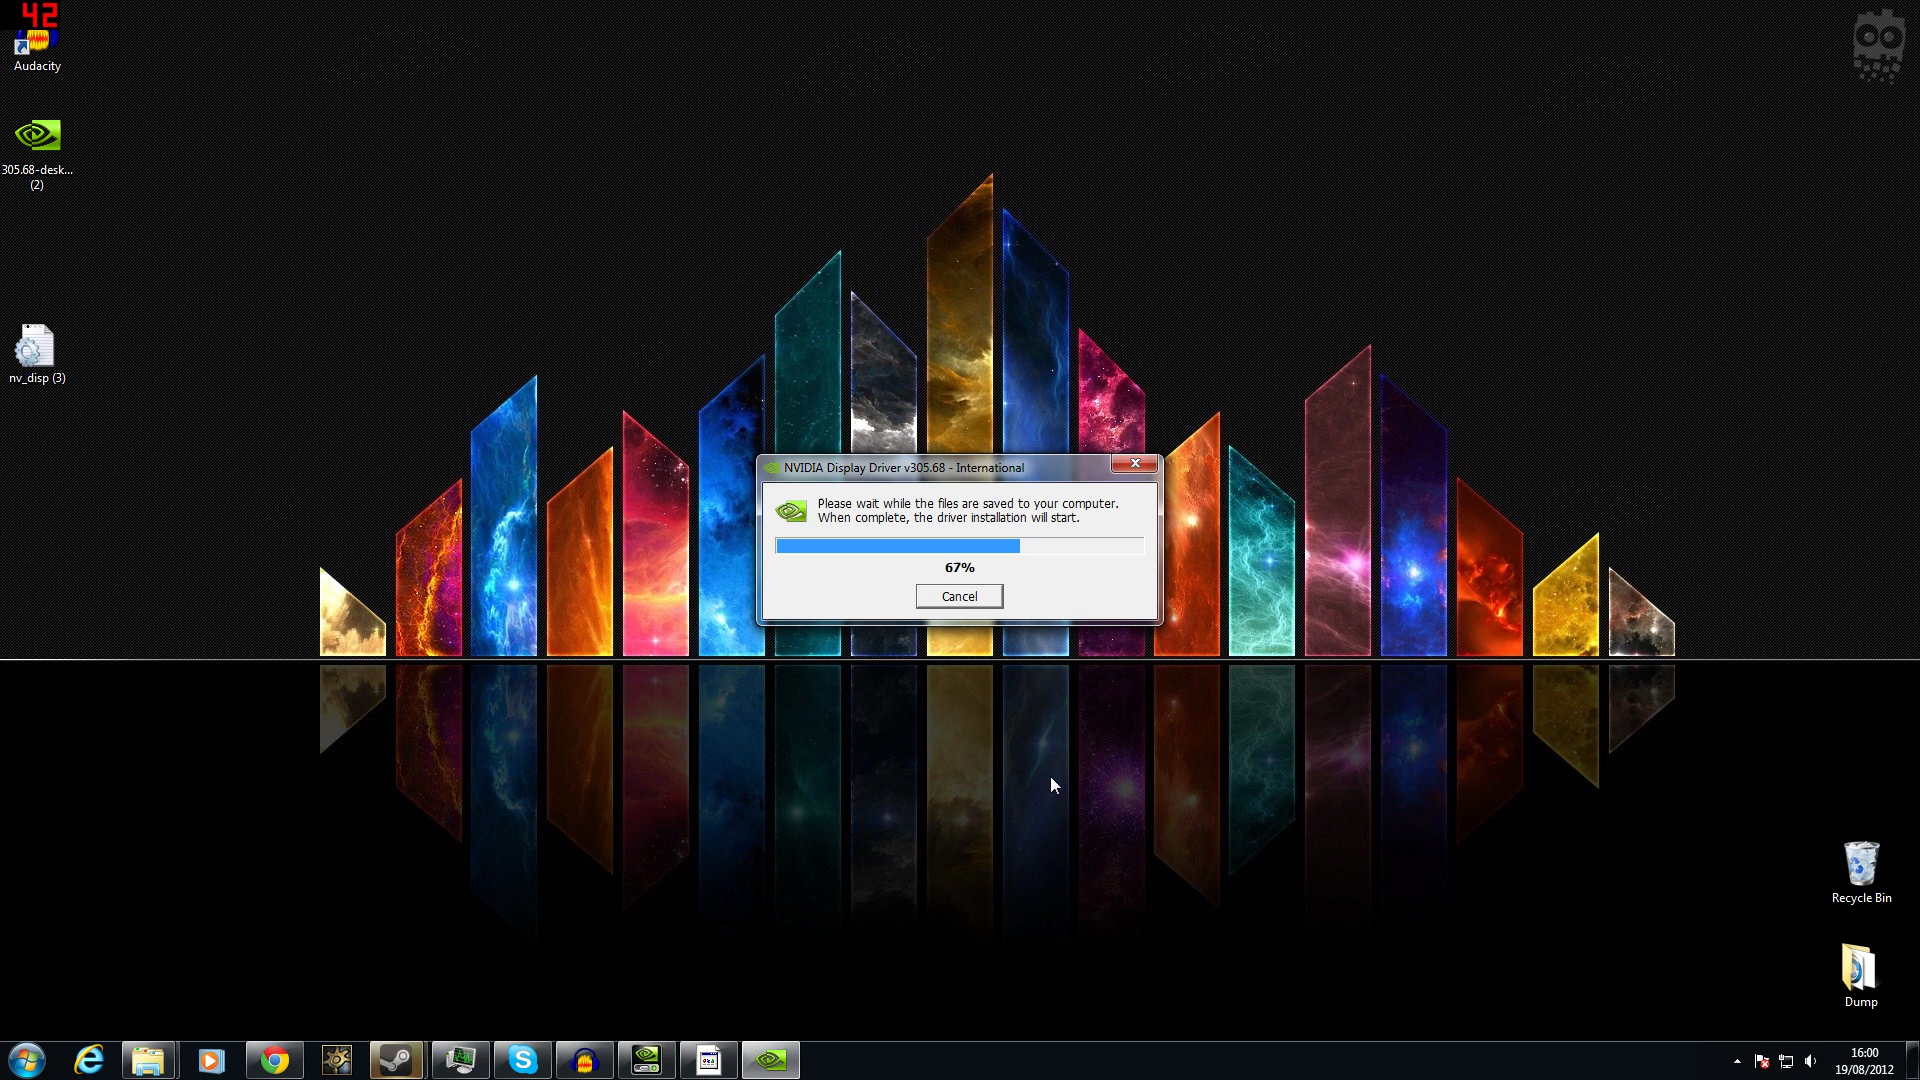 42
Audacity
305.68-desk...
(2)
nv_disp (3)
NVIDIA Display Driver v305.68 - International
Please wait while the files are saved to your computer.
When complete, the driver installation will start.
67%
Cancel
Recycle Bin
Dump
16:00
19/08/2012